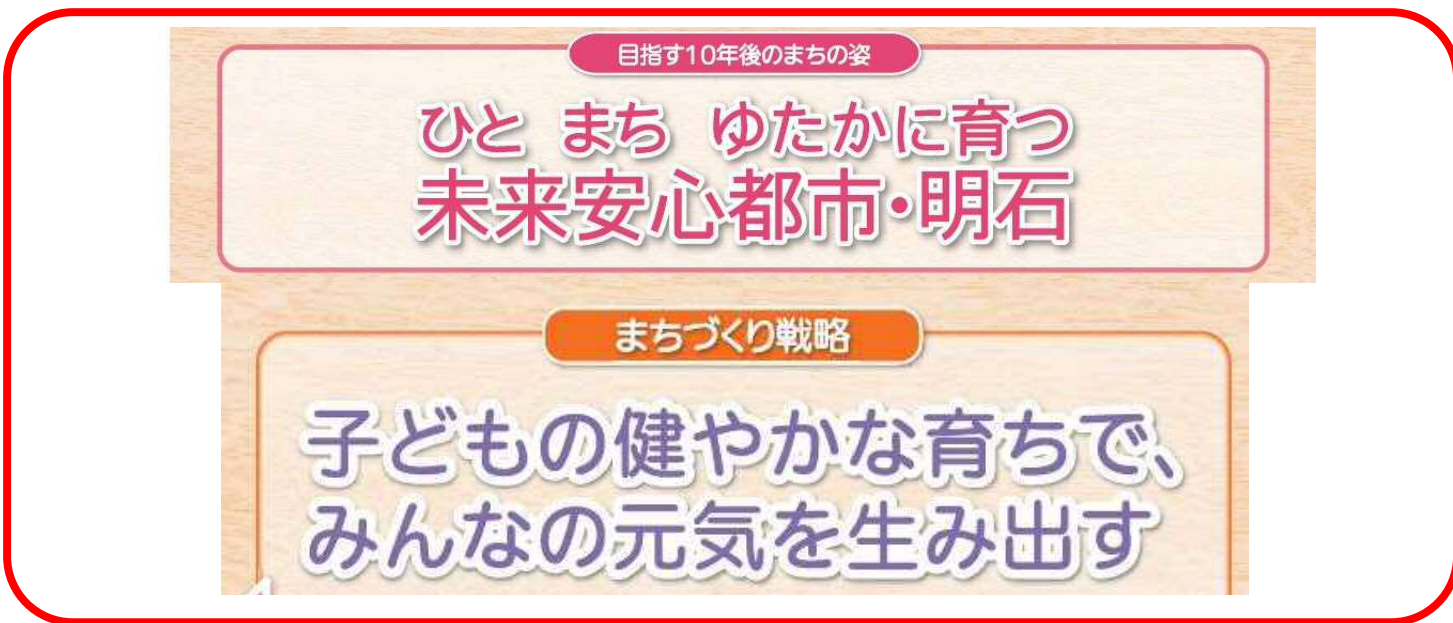 目指す10年後のまちの姿
ひと まち ゆたかに育つ
未来安心都市・明石
まちづくり戦略
子どもの健やかな育ちで、
みんなの元気を生み出す